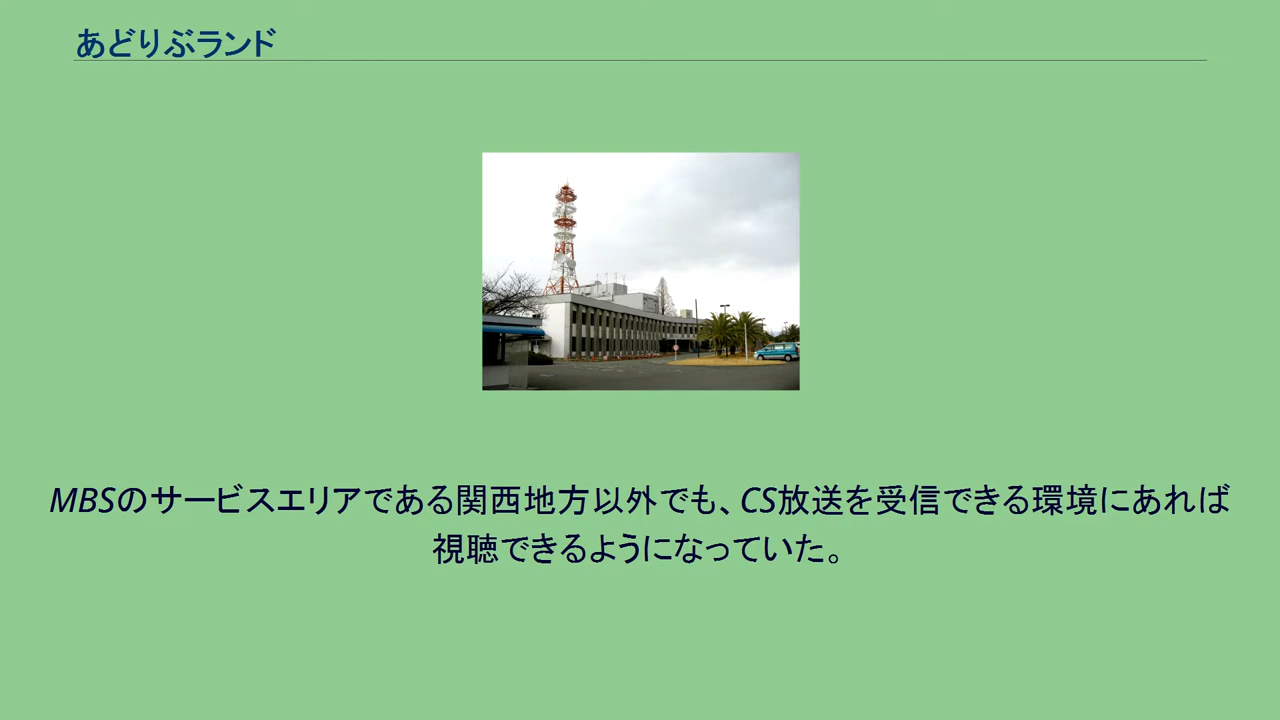 あどりぶランド
MBSのサービスエリアである関西地方以外でも、CS放送を受信できる環境にあれば
視聴できるようになっていた。